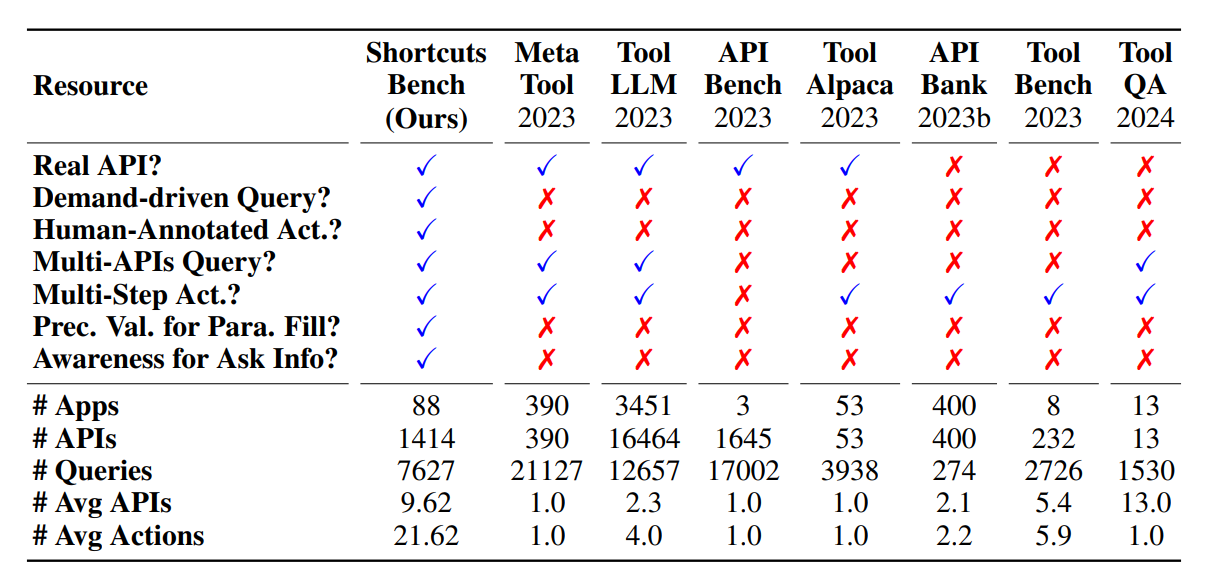 Shortcuts Meta Tool API Tool API Tool Tool
Resource Bench Tool LLM Bench Alpaca Bank Bench QA
(Ours) 2023 2023 2023 2023 2023b 2023 2024
Real API? ✓ ✓ ✓ ✓ ✓ ✗ ✗ ✗
Demand-driven Query? ✓ ✗ ✗ ✗ ✗ ✗ ✗ ✗
Human-Annotated Act.? ✓ ✗ ✗ ✗ ✗ ✗ ✗ ✗
Multi-APIs Query? ✓ ✓ ✓ ✗ ✗ ✗ ✗ ✓
Multi-Step Act.? ✓ ✓ ✓ ✗ ✓ ✓ ✓ ✓
Prec. Val. for Para. Fill? ✓ ✗ ✗ ✗ ✗ ✗ ✗ ✗
Awareness for Ask Info? ✓ ✗ ✗ ✗ ✗ ✗ ✗ ✗
# Apps 88 390 3451 3 53 400 8 13
# APIs 1414 390 16464 1645 53 400 232 13
# Queries 7627 21127 12657 17002 3938 274 2726 1530
# Avg APIs 9.62 1.0 2.3 1.0 1.0 2.1 5.4 13.0
# Avg Actions 21.62 1.0 4.0 1.0 1.0 2.2 5.9 1.0